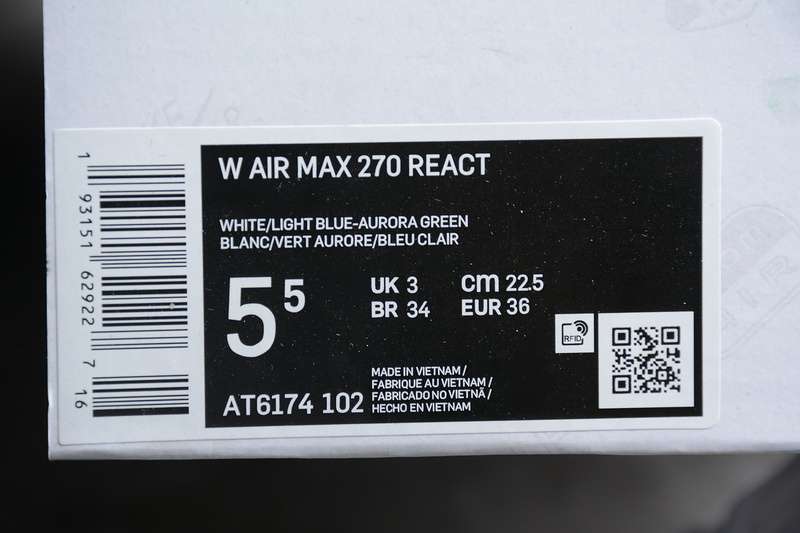 W AIR MAX 270 REACT
WHITE/LIGHT BLUE-AURORA GREEN
BLANC/VERT AURORE/BLEU CLAIR
5 5
UK 3 cm 22.5
BR 34 EUR 36
RFID
AT6174 102
MADE IN VIETNAM /
FABRIQUE AU VIETNAM /
FABRICADO NO VIETNÃ /
HECHO EN VIETNAM
1 93151 62922 7 16